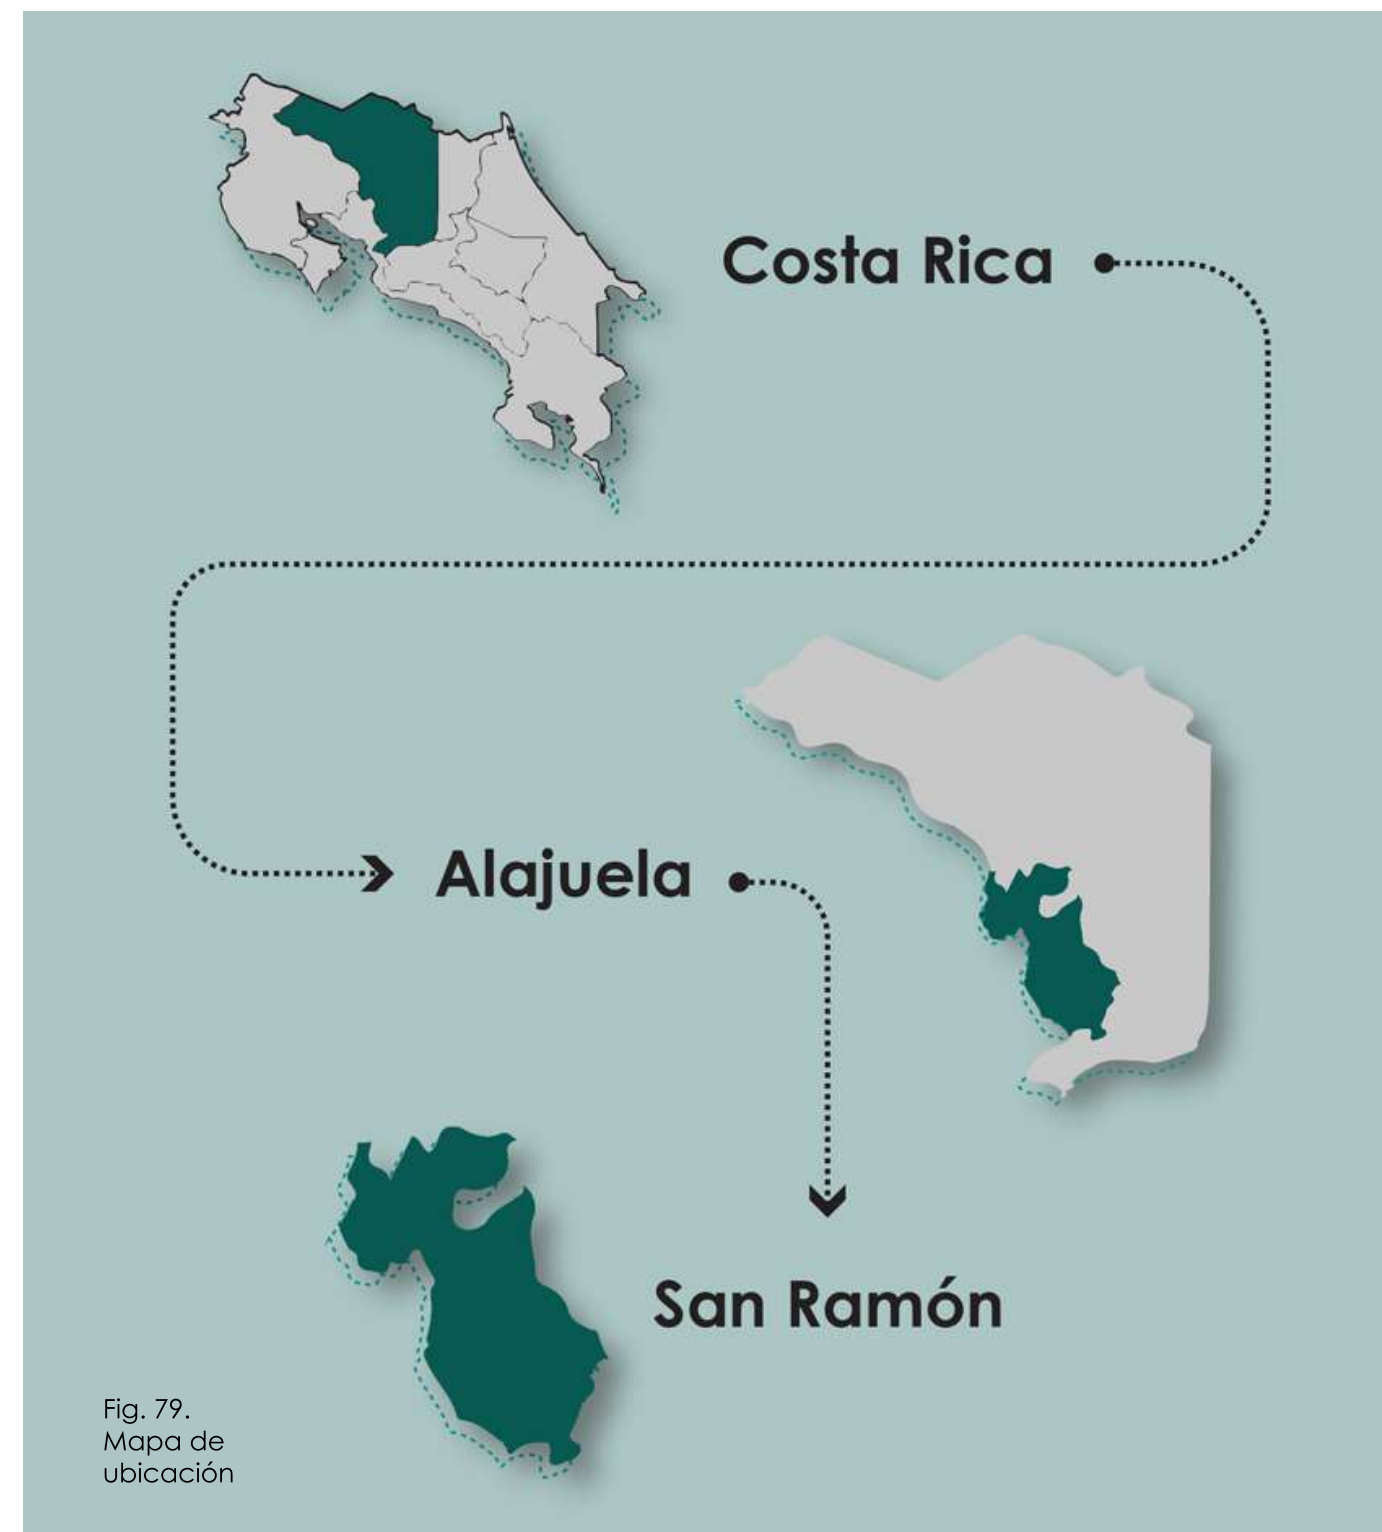 Costa Rica
Alajuela
San Ramón
Fig. 79.
Mapa de
ubicación